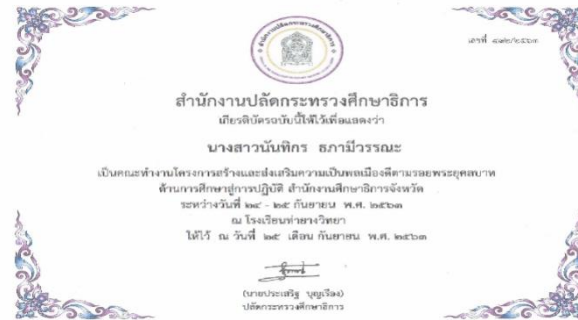 เลขที่
สำนักงานปลัดกระทรวงศึกษาธิการ
เกียรติบัตรฉบับนี้ให้ไว้เพื่อแสดงว่า
นางสาวนันทิกร ธภามีวรรณะ
เป็นคณะทำงานโครงการสร้างและส่งเสริมความเป็นพลเมืองดีตามรอยพระยุคลบาท
ด้านการศึกษาสู่การปฏิบัติ สำนักงานศึกษาธิการจังหวัด
ระหว่างวันที่ ๒๔ - ๒๕ กันยายน พ.ศ. ๒๕๖๓
ณ โรงเรียนท่ายางวิทยา
ให้ไว้ ณ วันที่ ๒๕ เดือน กันยายน พ.ศ. ๒๕๖๓
(นายประเสริฐ บุญเรือง)
ปลัดกระทรวงศึกษาธิการ